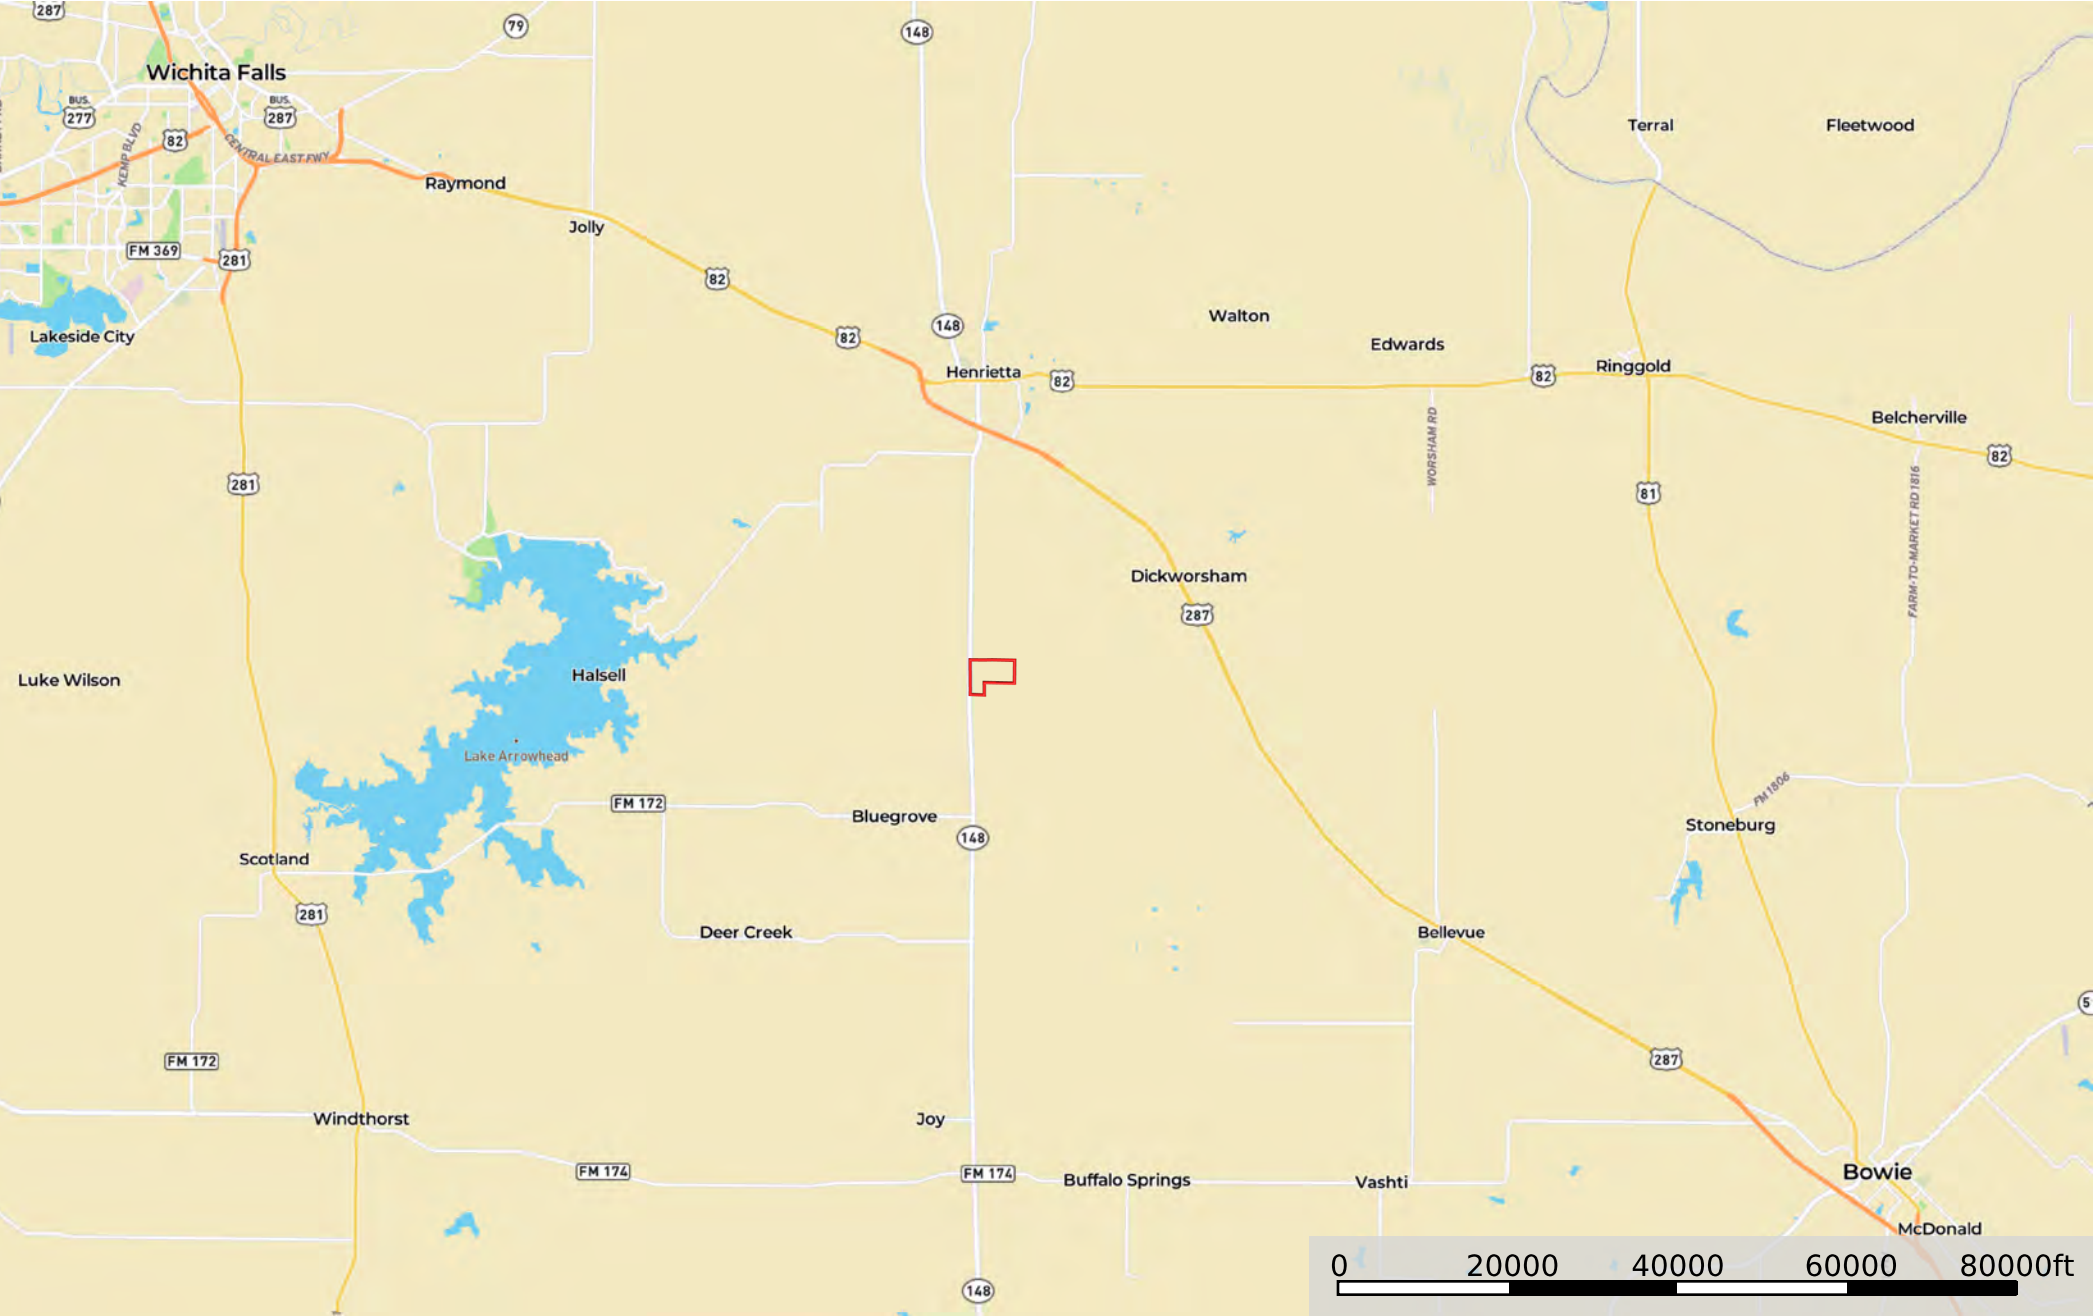 287
79
148
Wichita Falls
BUS.
277
BUS.
287
82
KEMP BLVD
CENTRAL EAST FWY
Terral
Fleetwood
Raymond
Jolly
FM 369
281
82
Walton
148
Lakeside City
82
Edwards
Henrietta
82
82
Ringgold
Belcherville
82
WORSHAM RD
281
81
FARM-TO-MARKET RD 1816
Dickworsham
287
Luke Wilson
Halsell
Lake Arrowhead
FM 172
Bluegrove
148
FM 1806
Stoneburg
Scotland
281
Deer Creek
Bellevue
5
FM 172
287
Windthorst
Joy
FM 174
FM 174
Buffalo Springs
Vashti
Bowie
McDonald
148
0 20000 40000 60000 80000ft